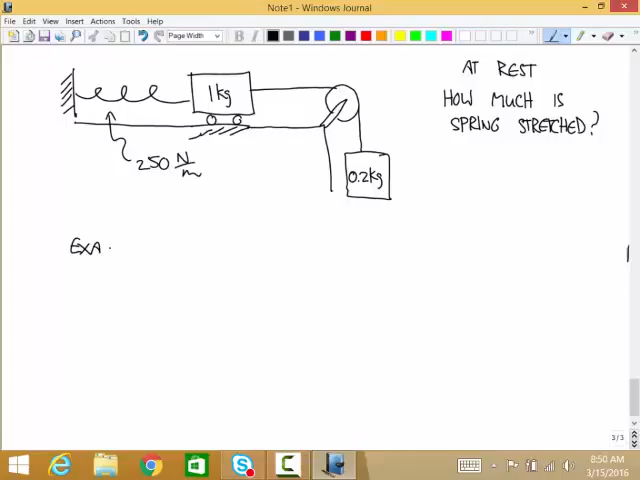 Note1 - Windows Journal
File Edit View Insert Actions Tools Help
Page Width
B I
AT REST
1kg
HOW MUCH IS
SPRING STRETCHED?
250 N/m
0.2kg
EXA
3/3
8:50 AM
3/15/2016